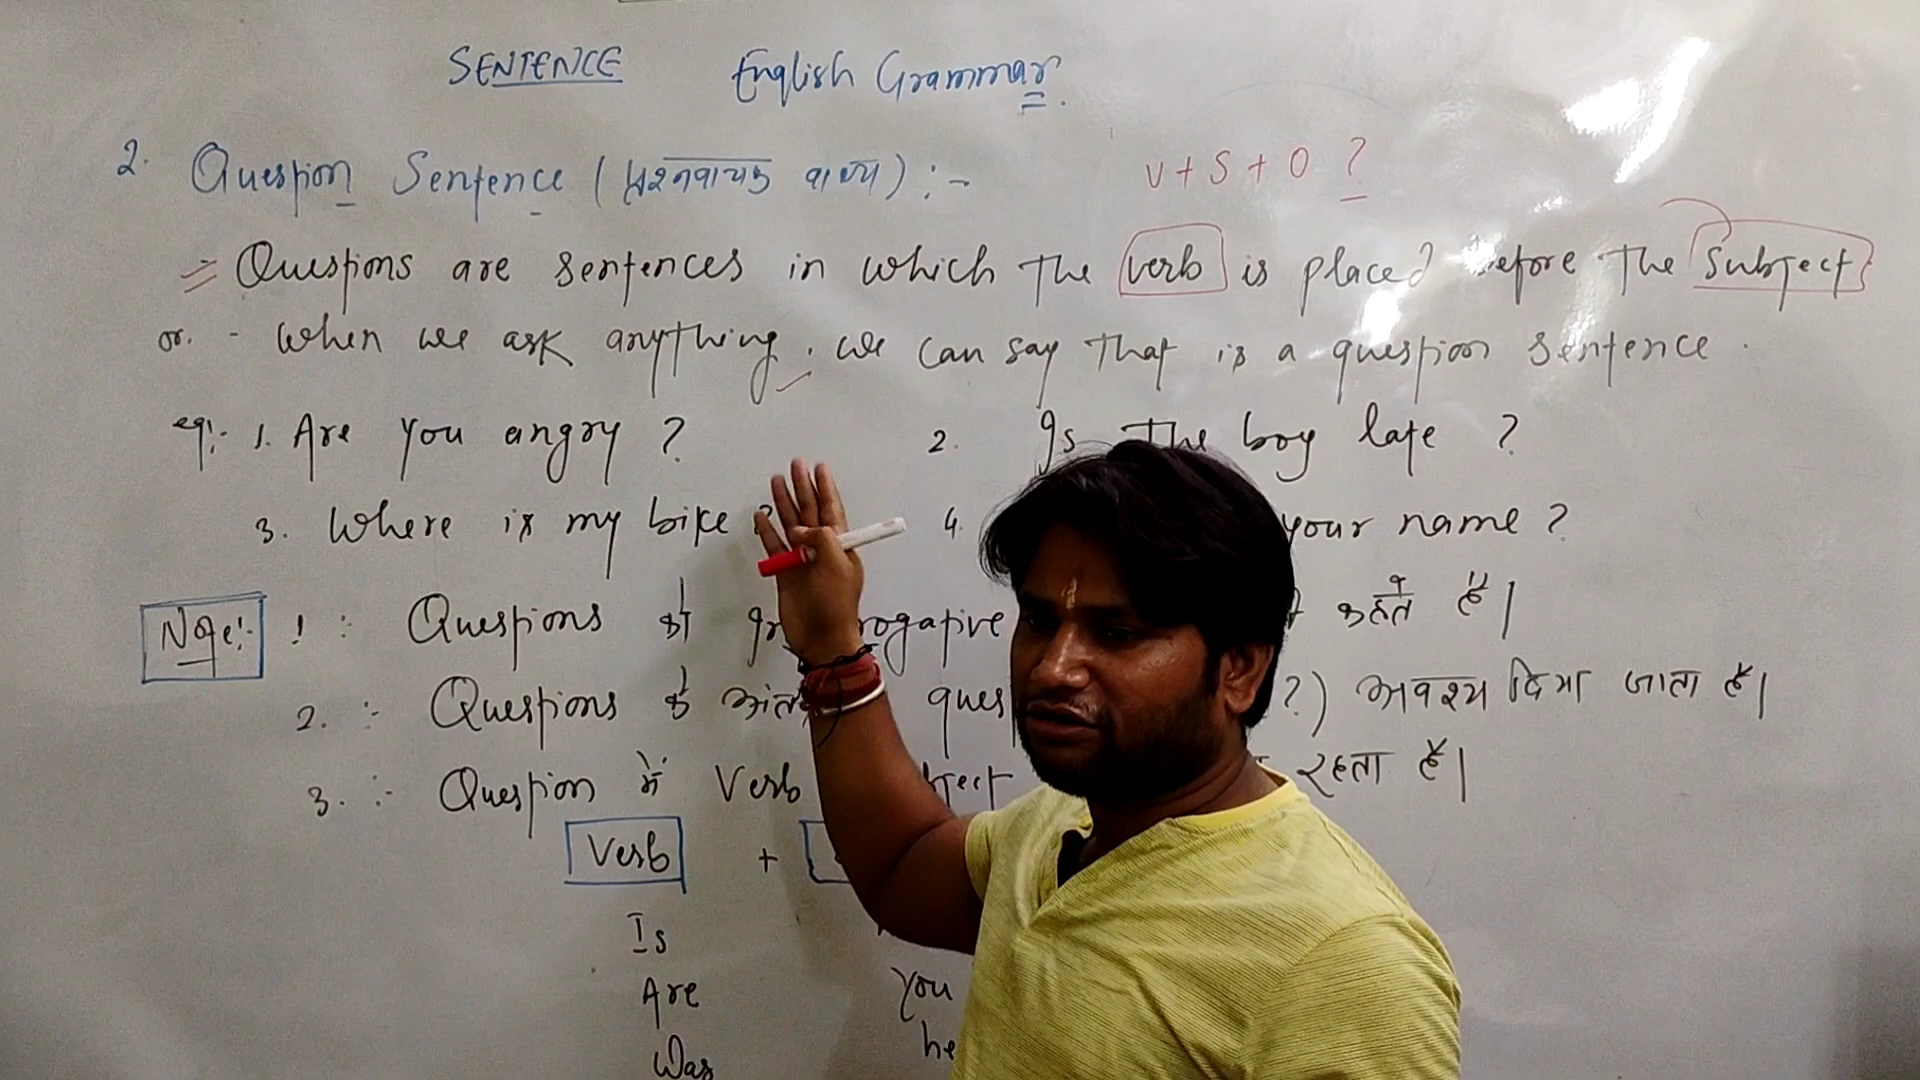 SENTENCE English Grammar.
2. Question Sentence (प्रश्नवाचक वाक्य) :-
V + S + O ?
Questions are sentences in which the verb is placed before the subject
or. - When we ask anything, we can say that is a question sentence.
eg:- 1. Are you angry ? 2. Is the boy late ?
3. Where is my bike ? 4. your name ?
Note:- 1 :- Questions को कहते हैं।
2. :- Questions के ques ?) अवश्य दिया जाता है।
3. :- Question में Verb रहता है।
Verb +
Is
Are you
Was he